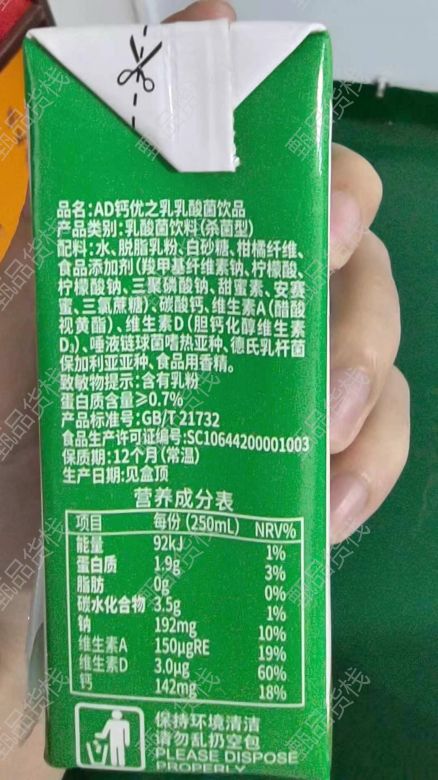 品名:AD钙优之乳乳酸菌饮品
产品类别:乳酸菌饮料(杀菌型)
配料:水、脱脂乳粉、白砂糖、柑橘纤维、
食品添加剂(羧甲基纤维素钠、柠檬酸、
柠檬酸钠、三聚磷酸钠、甜蜜素、安赛
蜜、三氯蔗糖)、碳酸钙、维生素A(醋酸
视黄酯)、维生素D(胆钙化醇维生素
D₃)、唾液链球菌嗜热亚种、德氏乳杆菌
保加利亚亚种、食品用香精。
致敏物提示:含有乳粉
蛋白质含量≥0.7%
产品标准号:GB/T 21732
食品生产许可证编号:SC10644200001003
保质期:12个月(常温)
生产日期:见盒顶
营养成分表
项目 每份(250mL) NRV%
能量 92kJ 1%
蛋白质 1.9g 3%
脂肪 0g 0%
碳水化合物 3.5g 1%
钠 192mg 10%
维生素A 150μgRE 19%
维生素D 3.0μg 60%
钙 142mg 18%
保持环境清洁
请勿乱扔空包
PLEASE DISPOSE
PROPERLY
甄品货栈